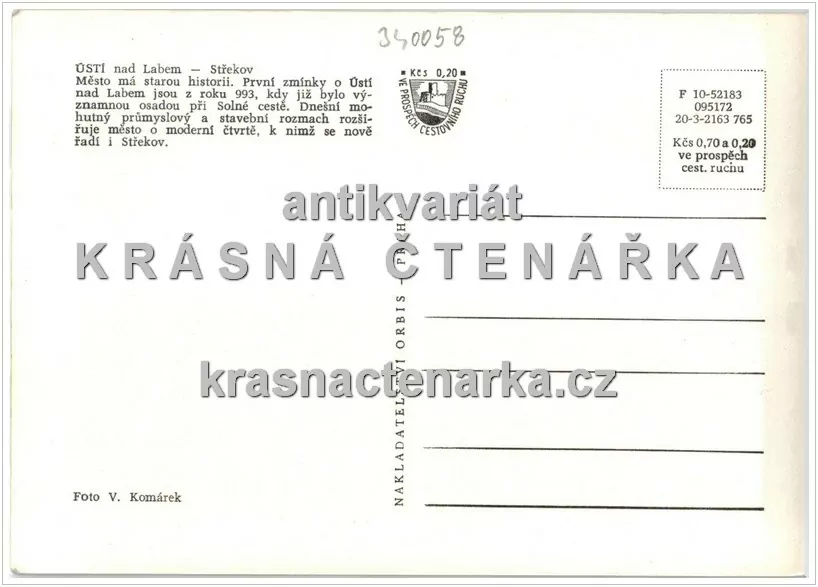 340058
ÚSTÍ nad Labem — Střekov
Město má starou historii. První zmínky o Ústí
nad Labem jsou z roku 993, kdy již bylo vý-
znamnou osadou při Solné cestě. Dnešní mo-
hutný průmyslový a stavební rozmach rozši-
řuje město o moderní čtvrtě, k nimž se nově
řadí i Střekov.
Kčs 0,20
VE PROSPĚCH CESTOVNÍHO RUCHU
F 10-52183
095172
20-3-2163 765
Kčs 0,70 a 0,20
ve prospěch
cest. ruchu
antikvariát
KRÁSNÁ ČTENÁŘKA
krasnactenarka.cz
NAKLADATELSTVÍ ORBIS — PRAHA
Foto V. Komárek